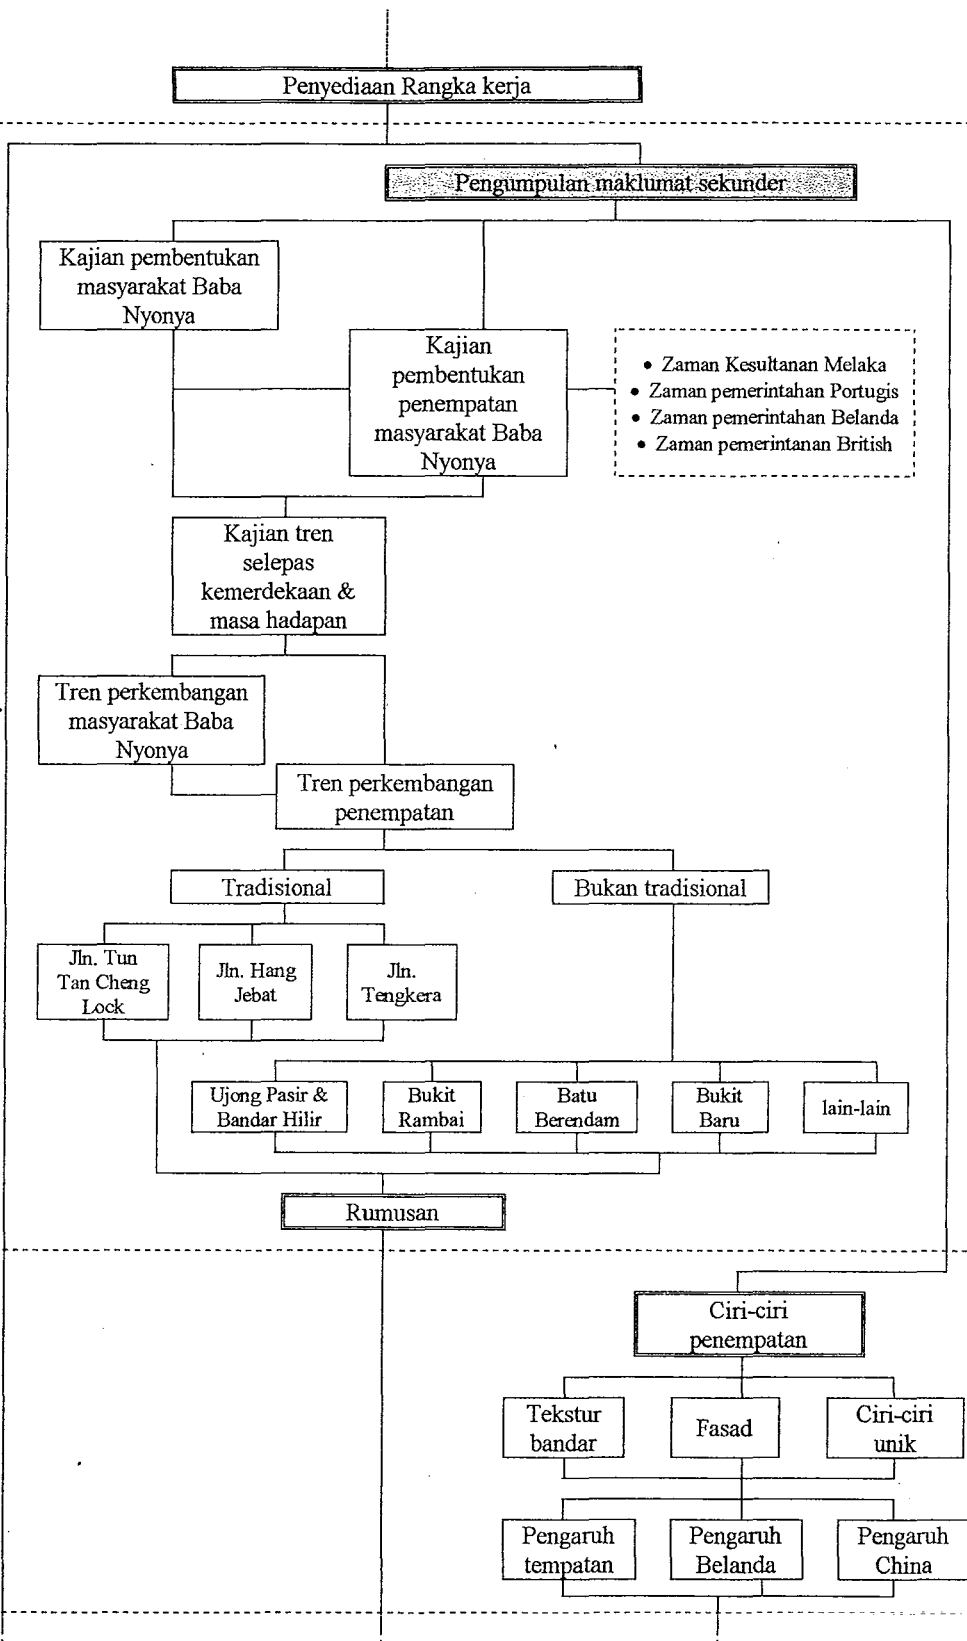 Penyediaan Rangka kerja
Pengumpulan maklumat sekunder
Kajian pembentukan
masyarakat Baba
Nyonya
Kajian
pembentukan
penempatan
masyarakat Baba
Nyonya
• Zaman Kesultanan Melaka
• Zaman pemerintahan Portugis
• Zaman pemerintahan Belanda
• Zaman pemerintanan British
Kajian tren
selepas
kemerdekaan &
masa hadapan
Tren perkembangan
masyarakat Baba
Nyonya
Tren perkembangan
penempatan
Tradisional
Bukan tradisional
Jln. Tun
Tan Cheng
Lock
Jln. Hang
Jebat
Jln.
Tengkera
Ujong Pasir &
Bandar Hilir
Bukit
Rambai
Batu
Berendam
Bukit
Baru
lain-lain
Rumusan
Ciri-ciri
penempatan
Tekstur
bandar
Fasad
Ciri-ciri
unik
Pengaruh
tempatan
Pengaruh
Belanda
Pengaruh
China